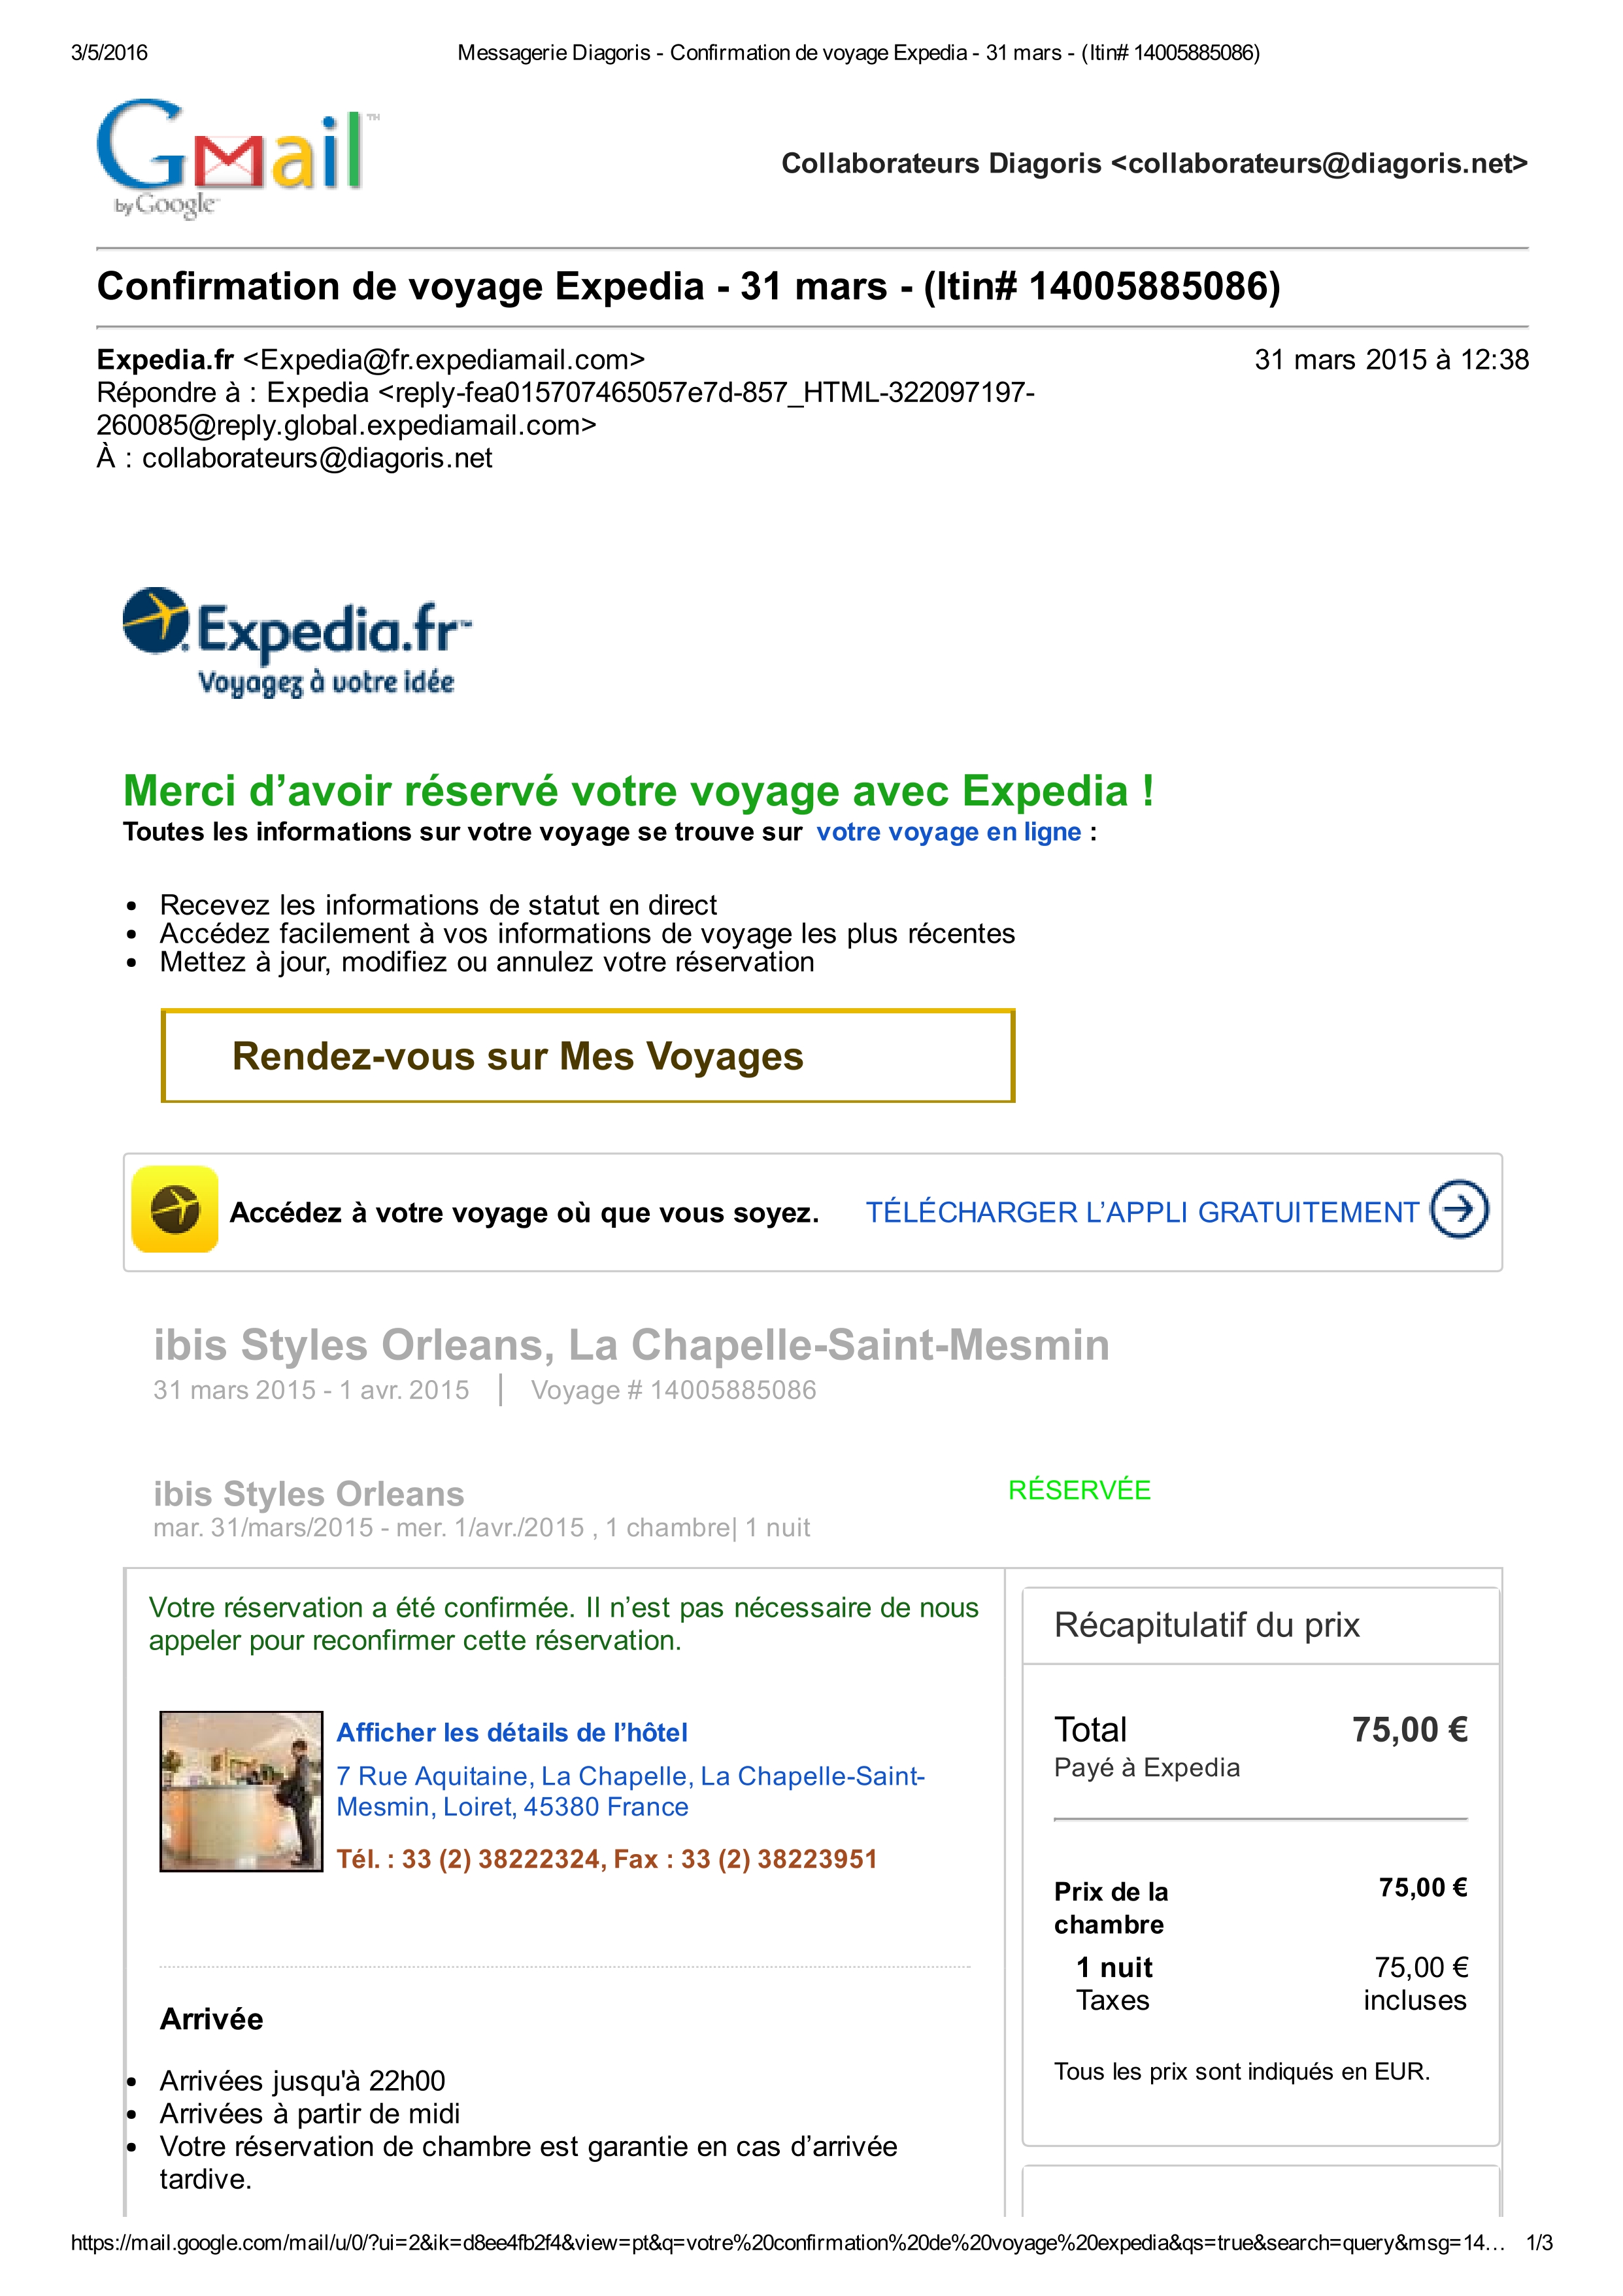 3/5/2016
Messagerie Diagoris - Confirmation de voyage Expedia - 31 mars - (Itin# 14005885086)
Gmail™
by Google
Collaborateurs Diagoris <collaborateurs@diagoris.net>
Confirmation de voyage Expedia - 31 mars - (Itin# 14005885086)
Expedia.fr <Expedia@fr.expediamail.com>
31 mars 2015 à 12:38
Répondre à : Expedia <reply-fea015707465057e7d-857_HTML-322097197-
260085@reply.global.expediamail.com>
À : collaborateurs@diagoris.net
Expedia.fr™
Voyagez à votre idée
Merci d’avoir réservé votre voyage avec Expedia !
Toutes les informations sur votre voyage se trouve sur votre voyage en ligne :
• Recevez les informations de statut en direct
• Accédez facilement à vos informations de voyage les plus récentes
• Mettez à jour, modifiez ou annulez votre réservation
Rendez-vous sur Mes Voyages
Accédez à votre voyage où que vous soyez.
TÉLÉCHARGER L’APPLI GRATUITEMENT
ibis Styles Orleans, La Chapelle-Saint-Mesmin
31 mars 2015 - 1 avr. 2015 | Voyage # 14005885086
ibis Styles Orleans
RÉSERVÉE
mar. 31/mars/2015 - mer. 1/avr./2015 , 1 chambre| 1 nuit
Votre réservation a été confirmée. Il n’est pas nécessaire de nous
appeler pour reconfirmer cette réservation.
Afficher les détails de l’hôtel
7 Rue Aquitaine, La Chapelle, La Chapelle-Saint-
Mesmin, Loiret, 45380 France
Tél. : 33 (2) 38222324, Fax : 33 (2) 38223951
Arrivée
• Arrivées jusqu'à 22h00
• Arrivées à partir de midi
• Votre réservation de chambre est garantie en cas d’arrivée
tardive.
Récapitulatif du prix
Total 75,00 €
Payé à Expedia
Prix de la 75,00 €
chambre
1 nuit 75,00 €
Taxes incluses
Tous les prix sont indiqués en EUR.
https://mail.google.com/mail/u/0/?ui=2&ik=d8ee4fb2f4&view=pt&q=votre%20confirmation%20de%20voyage%20expedia&qs=true&search=query&msg=14…
1/3